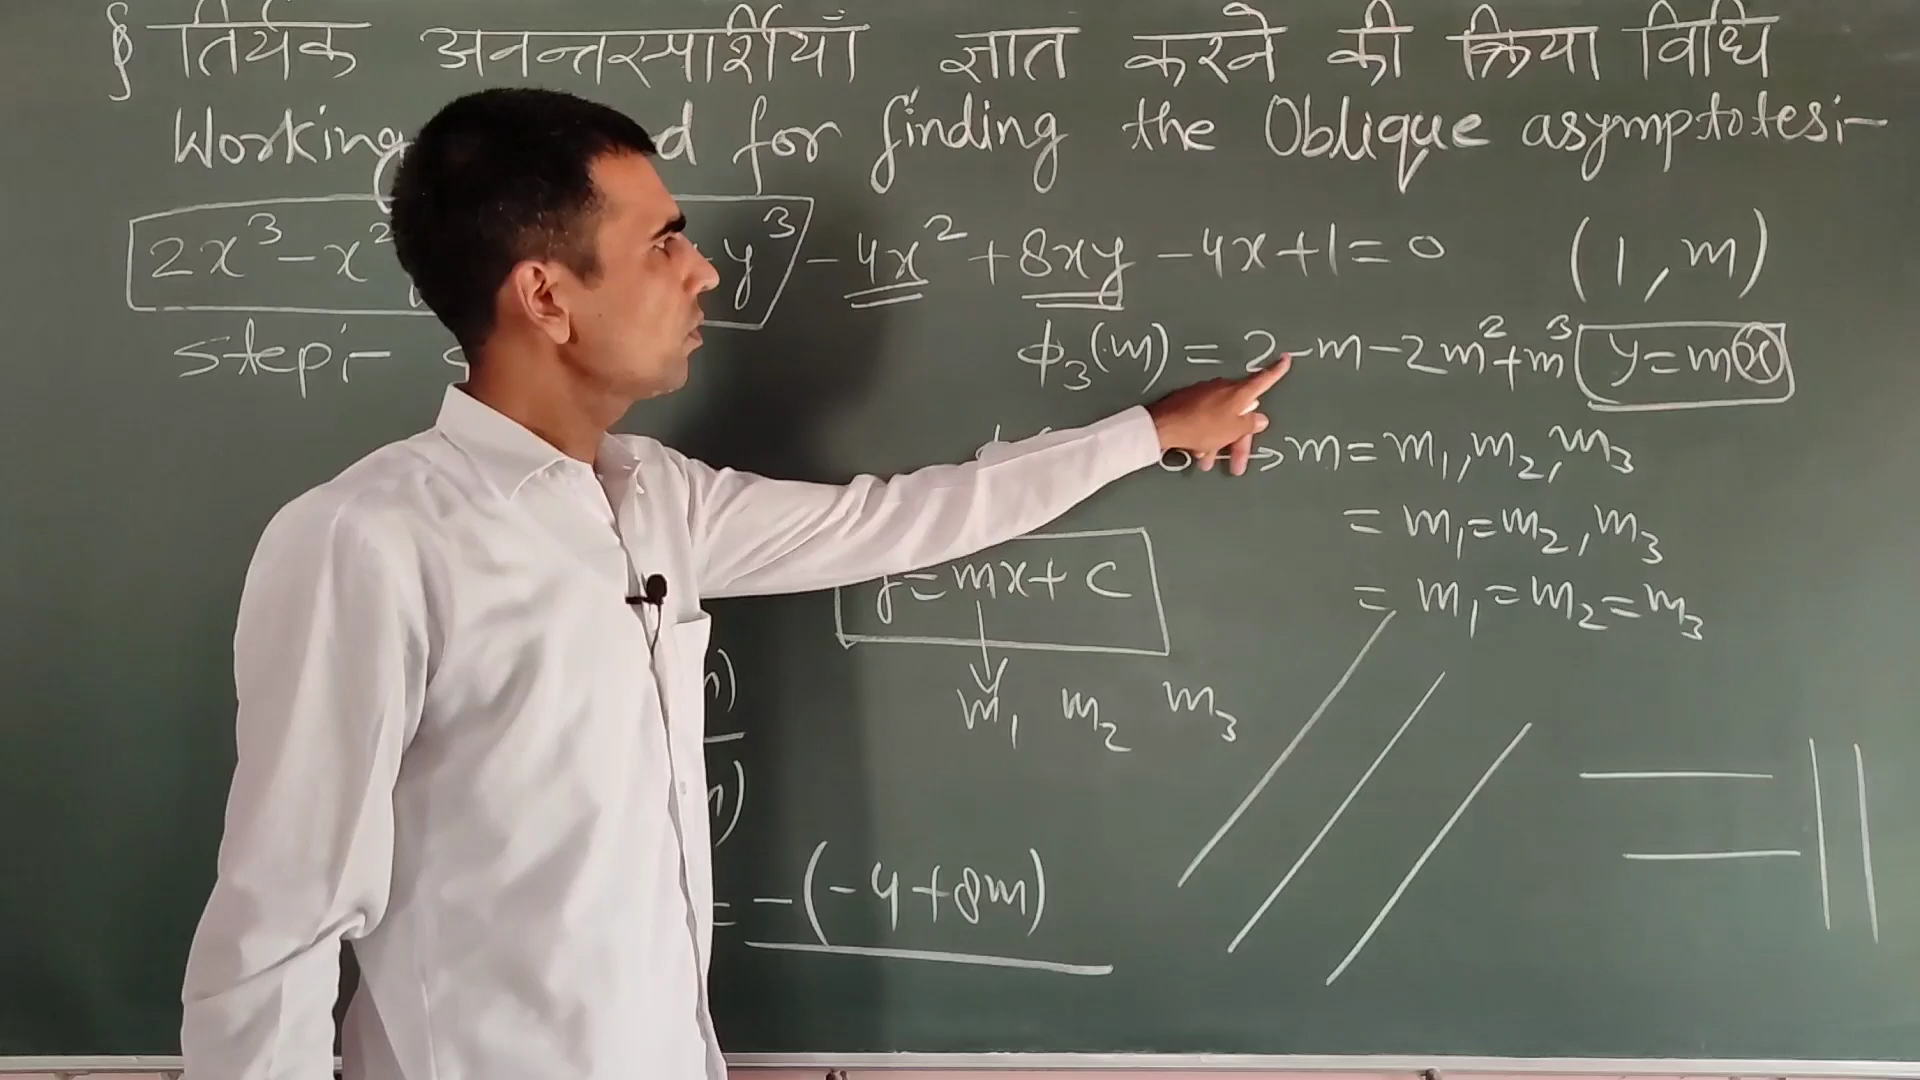 § तिर्यक अनन्तस्पर्शियाँ ज्ञात करने की क्रिया विधि
Working for finding the Oblique asymptotes:-
2x³ - x² y³ - 4x² + 8xy - 4x + 1 = 0 (1, m)
Step:- ϕ₃(m) = 2 - m - 2m² + m³ y = mx
→ m = m₁, m₂, m₃
= m₁ = m₂, m₃
= m₁ = m₂ = m₃
y = mx + c
m₁ m₂ m₃
= -(-4 + 8m)